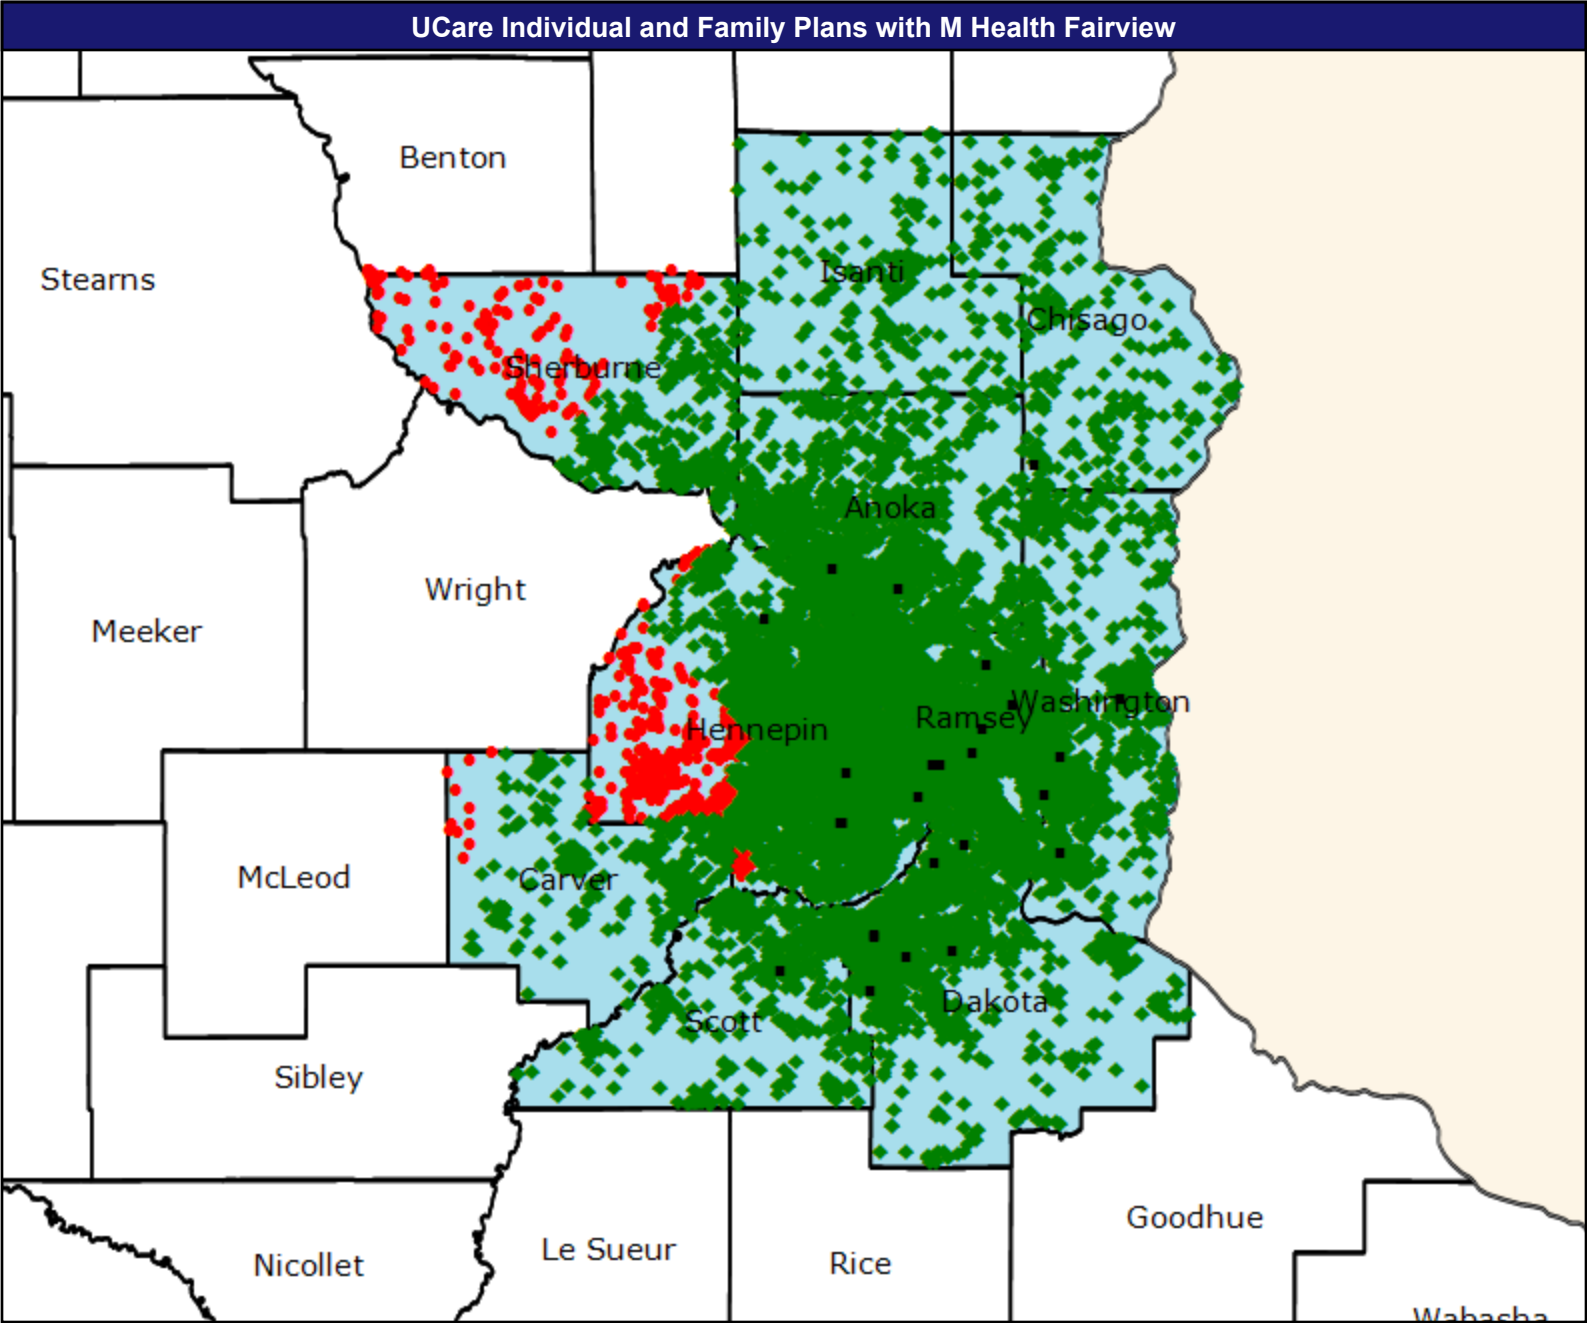 UCare Individual and Family Plans with M Health Fairview
Benton
Stearns
Isanti
Chisago
Sherburne
Anoka
Wright
Meeker
Washington
Ramsey
Hennepin
McLeod
Carver
Dakota
Scott
Sibley
Goodhue
Le Sueur
Rice
Nicollet
Wabasha